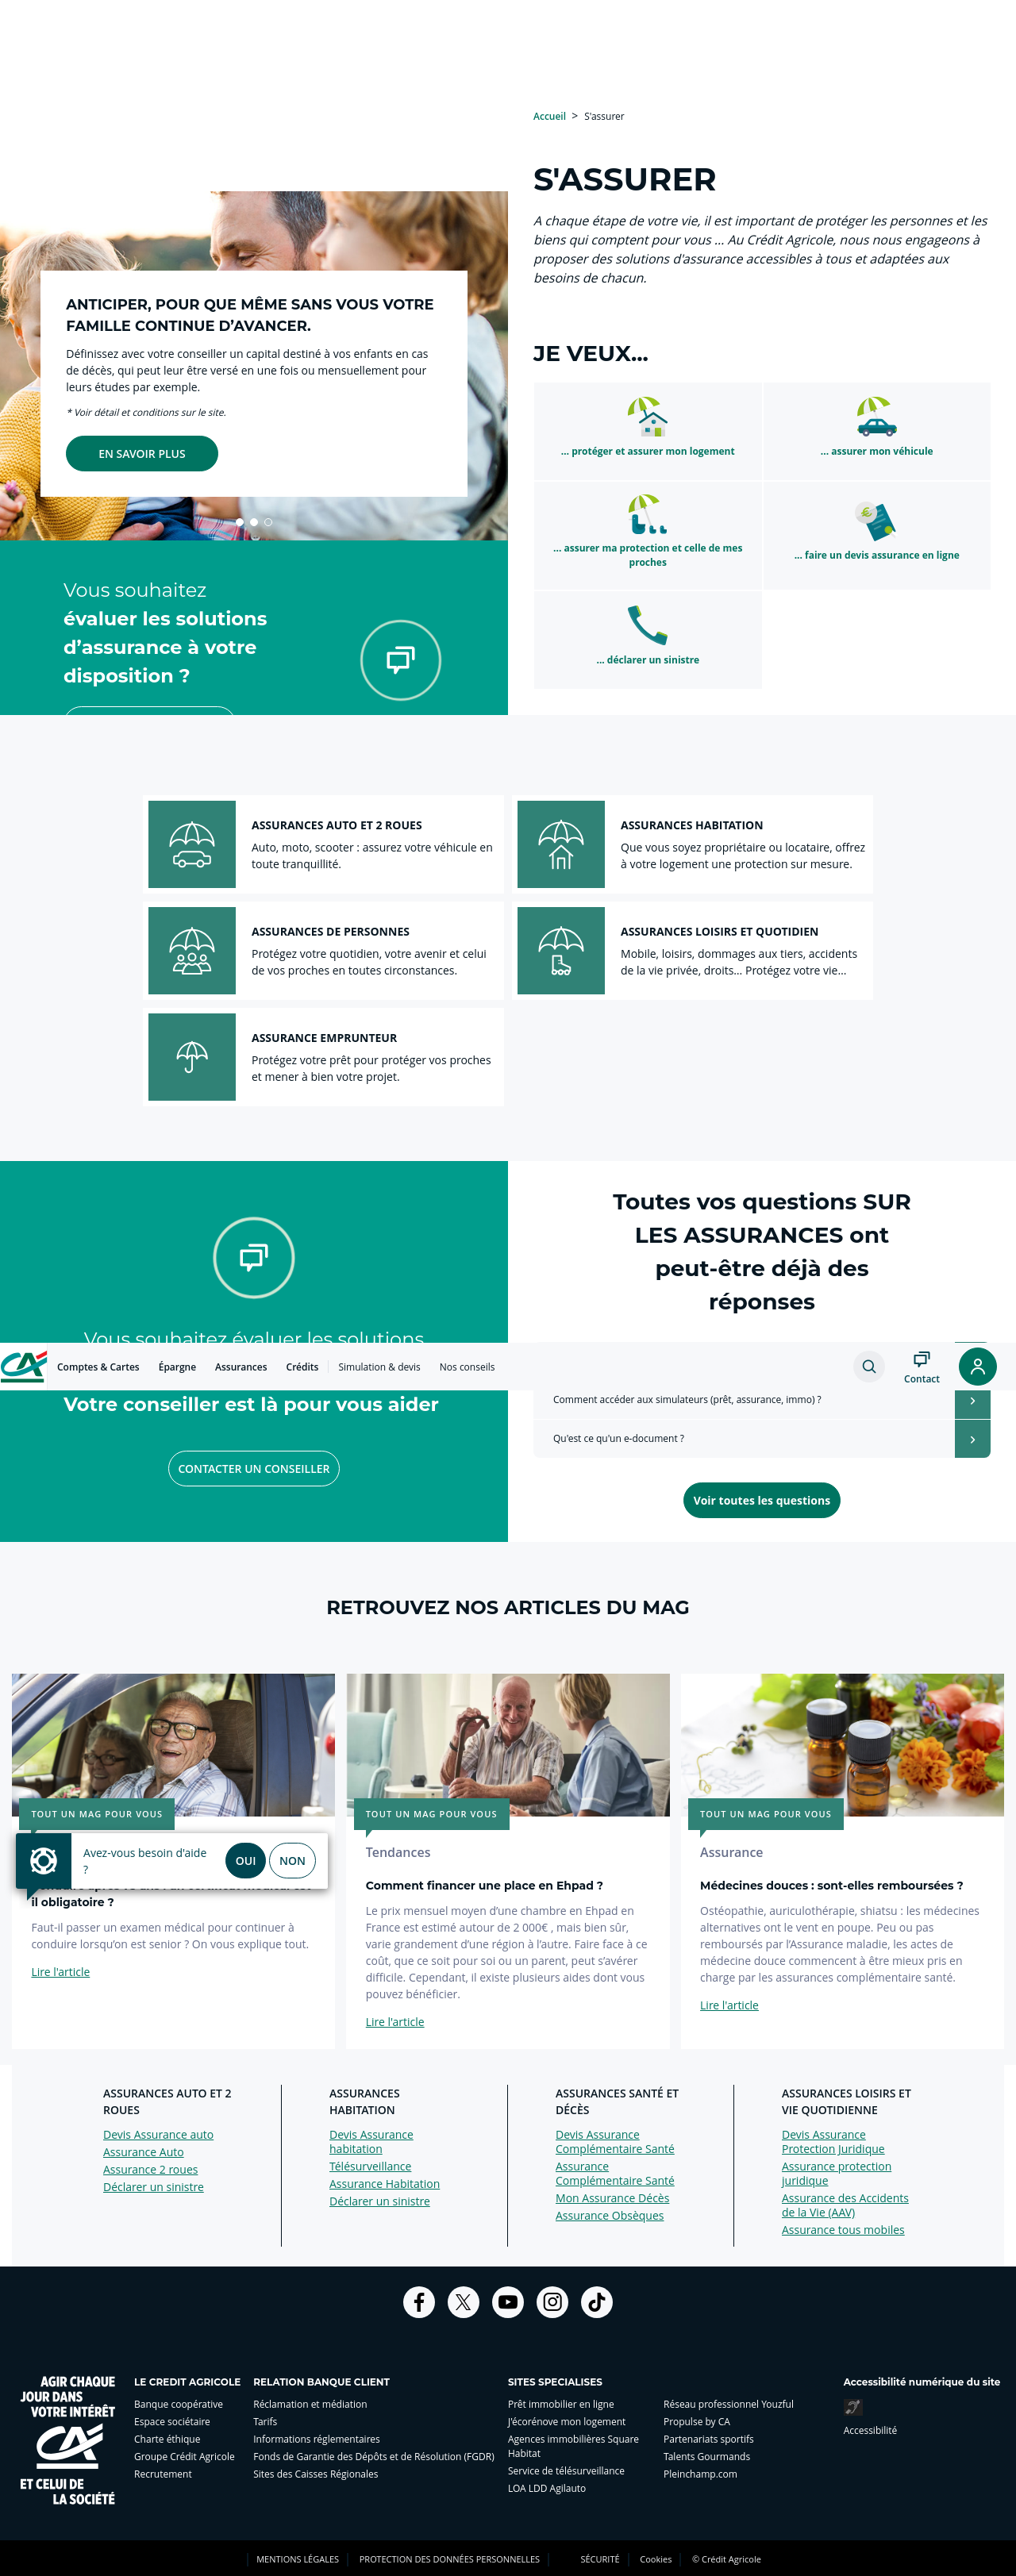 Accueil > S'assurer
S'ASSURER
A chaque étape de votre vie, il est important de protéger les personnes et les
biens qui comptent pour vous ... Au Crédit Agricole, nous nous engageons à
proposer des solutions d'assurance accessibles à tous et adaptées aux
besoins de chacun.
ANTICIPER, POUR QUE MÊME SANS VOUS VOTRE
FAMILLE CONTINUE D’AVANCER.
Définissez avec votre conseiller un capital destiné à vos enfants en cas
de décès, qui peut leur être versé en une fois ou mensuellement pour
leurs études par exemple.
* Voir détail et conditions sur le site.
EN SAVOIR PLUS
JE VEUX...
... protéger et assurer mon logement
... assurer mon véhicule
... assurer ma protection et celle de mes
proches
... faire un devis assurance en ligne
... déclarer un sinistre
Vous souhaitez
évaluer les solutions
d’assurance à votre
disposition ?
ASSURANCES AUTO ET 2 ROUES
Auto, moto, scooter : assurez votre véhicule en
toute tranquillité.
ASSURANCES HABITATION
Que vous soyez propriétaire ou locataire, offrez
à votre logement une protection sur mesure.
ASSURANCES DE PERSONNES
Protégez votre quotidien, votre avenir et celui
de vos proches en toutes circonstances.
ASSURANCES LOISIRS ET QUOTIDIEN
Mobile, loisirs, dommages aux tiers, accidents
de la vie privée, droits... Protégez votre vie...
ASSURANCE EMPRUNTEUR
Protégez votre prêt pour protéger vos proches
et mener à bien votre projet.
Vous souhaitez évaluer les solutions
Toutes vos questions SUR
LES ASSURANCES ont
peut-être déjà des
réponses
CA
Comptes & Cartes
Épargne
Assurances
Crédits
Simulation & devis
Nos conseils
Contact
Votre conseiller est là pour vous aider
CONTACTER UN CONSEILLER
Comment accéder aux simulateurs (prêt, assurance, immo) ?
Qu'est ce qu'un e-document ?
Voir toutes les questions
RETROUVEZ NOS ARTICLES DU MAG
TOUT UN MAG POUR VOUS
Avez-vous besoin d'aide
?
OUI
NON
il obligatoire ?
Faut-il passer un examen médical pour continuer à
conduire lorsqu’on est senior ? On vous explique tout.
Lire l'article
TOUT UN MAG POUR VOUS
Tendances
Comment financer une place en Ehpad ?
Le prix mensuel moyen d’une chambre en Ehpad en
France est estimé autour de 2 000€ , mais bien sûr,
varie grandement d’une région à l’autre. Faire face à ce
coût, que ce soit pour soi ou un parent, peut s’avérer
difficile. Cependant, il existe plusieurs aides dont vous
pouvez bénéficier.
Lire l'article
TOUT UN MAG POUR VOUS
Assurance
Médecines douces : sont-elles remboursées ?
Ostéopathie, auriculothérapie, shiatsu : les médecines
alternatives ont le vent en poupe. Peu ou pas
remboursés par l’Assurance maladie, les actes de
médecine douce commencent à être mieux pris en
charge par les assurances complémentaire santé.
Lire l'article
ASSURANCES AUTO ET 2
ROUES
Devis Assurance auto
Assurance Auto
Assurance 2 roues
Déclarer un sinistre
ASSURANCES
HABITATION
Devis Assurance
habitation
Télésurveillance
Assurance Habitation
Déclarer un sinistre
ASSURANCES SANTÉ ET
DÉCÈS
Devis Assurance
Complémentaire Santé
Assurance
Complémentaire Santé
Mon Assurance Décès
Assurance Obsèques
ASSURANCES LOISIRS ET
VIE QUOTIDIENNE
Devis Assurance
Protection Juridique
Assurance protection
juridique
Assurance des Accidents
de la Vie (AAV)
Assurance tous mobiles
AGIR CHAQUE
JOUR DANS
VOTRE INTÉRÊT
CA
ET CELUI DE
LA SOCIÉTÉ
LE CREDIT AGRICOLE
Banque coopérative
Espace sociétaire
Charte éthique
Groupe Crédit Agricole
Recrutement
RELATION BANQUE CLIENT
Réclamation et médiation
Tarifs
Informations réglementaires
Fonds de Garantie des Dépôts et de Résolution (FGDR)
Sites des Caisses Régionales
SITES SPECIALISES
Prêt immobilier en ligne
J'écorénove mon logement
Agences immobilières Square
Habitat
Service de télésurveillance
LOA LDD Agilauto
Réseau professionnel Youzful
Propulse by CA
Partenariats sportifs
Talents Gourmands
Pleinchamp.com
Accessibilité numérique du site
Accessibilité
MENTIONS LÉGALES
PROTECTION DES DONNÉES PERSONNELLES
SÉCURITÉ
Cookies
© Crédit Agricole